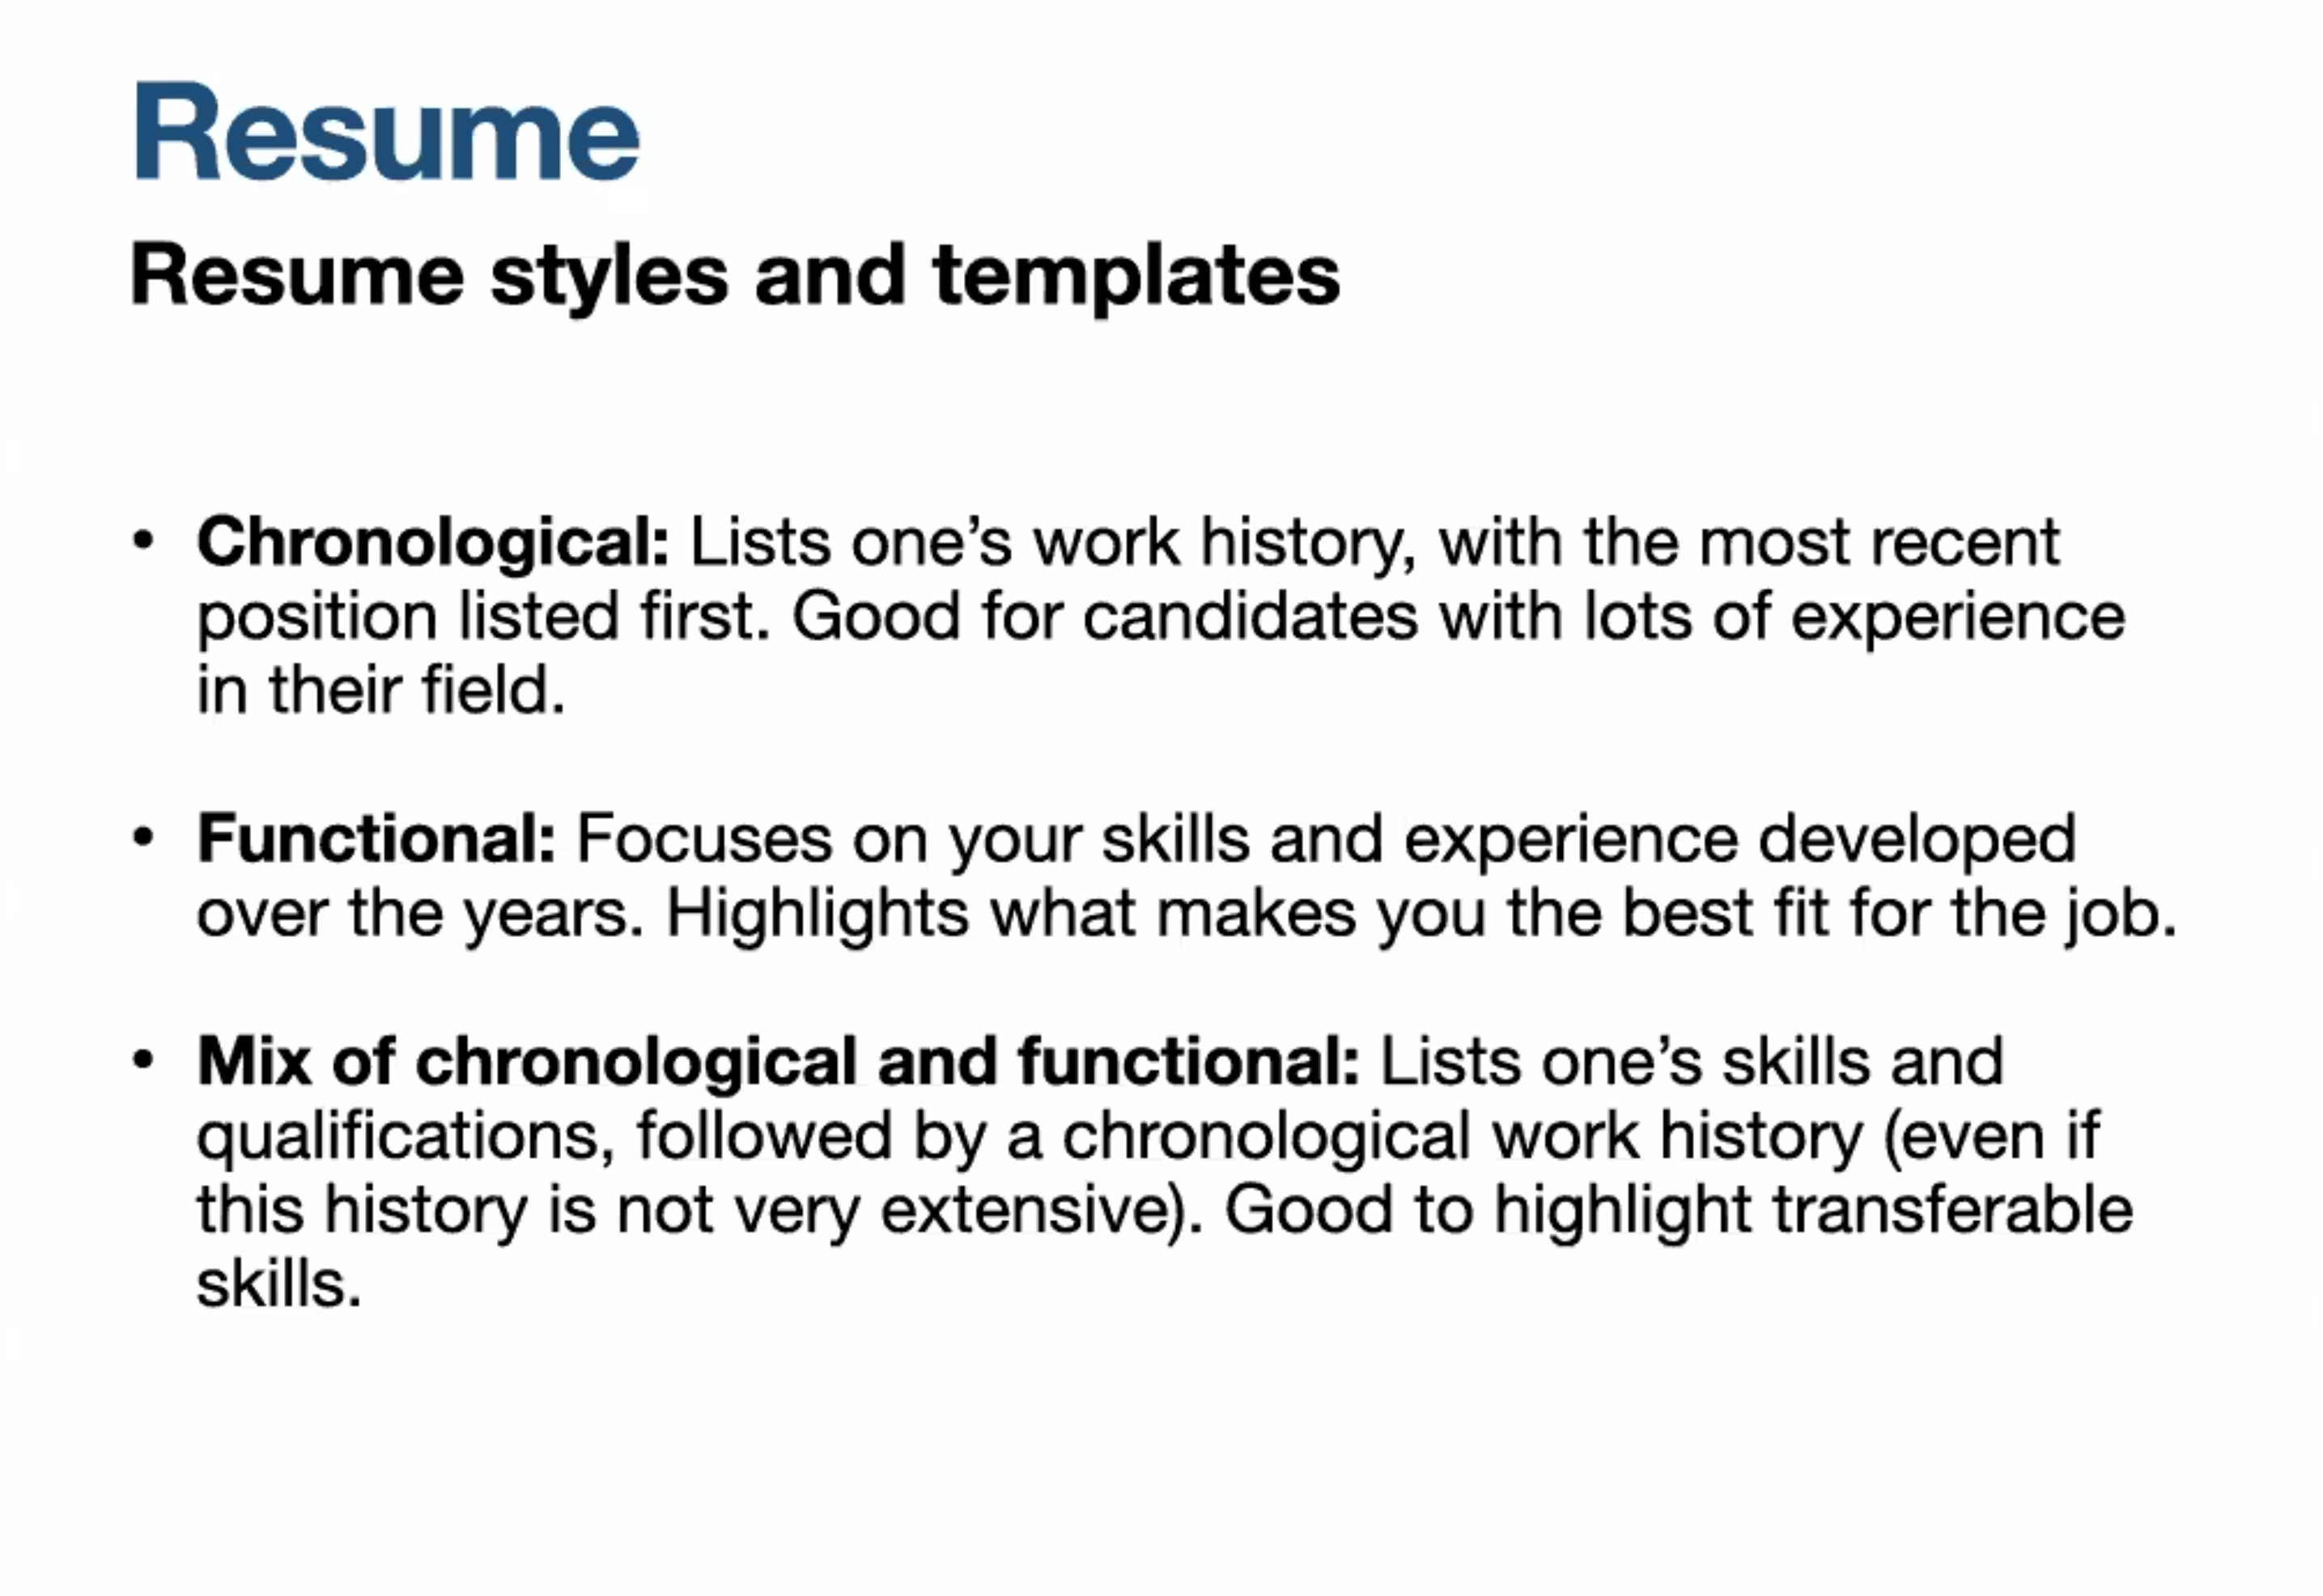 Resume
Resume styles and templates
• Chronological: Lists one’s work history, with the most recent
position listed first. Good for candidates with lots of experience
in their field.
• Functional: Focuses on your skills and experience developed
over the years. Highlights what makes you the best fit for the job.
• Mix of chronological and functional: Lists one’s skills and
qualifications, followed by a chronological work history (even if
this history is not very extensive). Good to highlight transferable
skills.